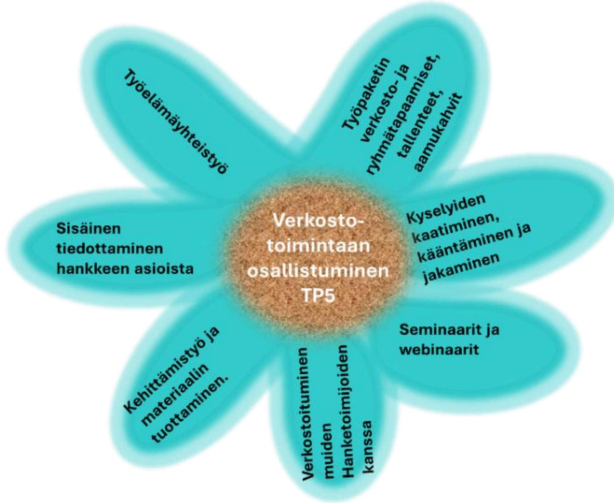 Työelämäyhteistyö
Työpaketin
verkosto- ja
ryhmätapaamiset,
tallenteet,
aamukahvit
Sisäinen
tiedottaminen
hankkeen asioista
Verkosto-
toimintaan
osallistuminen
TP5
Kyselyiden
kaatiminen,
kääntäminen ja
jakaminen
Kehittämistyö ja
materiaalin
tuottaminen.
Verkostoituminen
muiden
Hanketoimijoiden
kanssa
Seminaarit ja
webinaarit